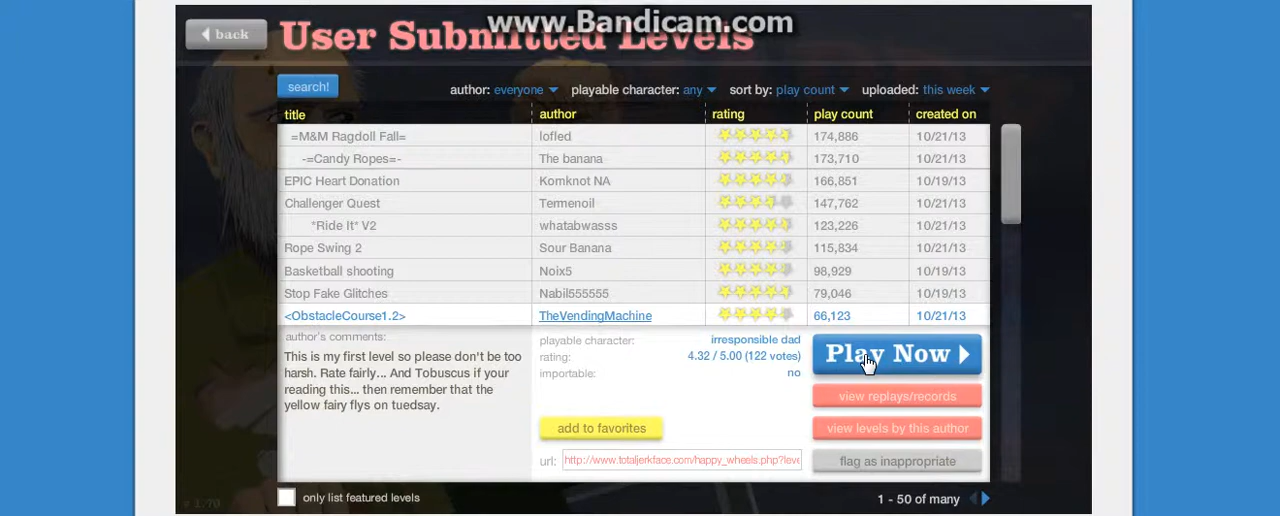 www.Bandicam.com
back
User Submitted Levels
search!
author: everyone playable character: any sort by: play count uploaded: this week
title author rating play count created on
=M&M Ragdoll Fall= lofled 174,886 10/21/13
-=Candy Ropes=- The banana 173,710 10/21/13
EPIC Heart Donation Komknot NA 166,851 10/19/13
Challenger Quest Termenoil 147,762 10/21/13
*Ride It* V2 whatabwasss 123,226 10/21/13
Rope Swing 2 Sour Banana 115,834 10/21/13
Basketball shooting Noix5 98,929 10/19/13
Stop Fake Glitches Nabil555555 79,046 10/19/13
<ObstacleCourse1.2> TheVendingMachine 66,123 10/21/13
author's comments:
This is my first level so please don't be too
harsh. Rate fairly... And Tobuscus if your
reading this... then remember that the
yellow fairy flys on tuedsay.
playable character: irresponsible dad
rating: 4.32 / 5.00 (122 votes)
importable: no
add to favorites
url: http://www.totaljerkface.com/happy_wheels.php?leve
Play Now
view replays/records
view levels by this author
flag as inappropriate
only list featured levels
1 - 50 of many